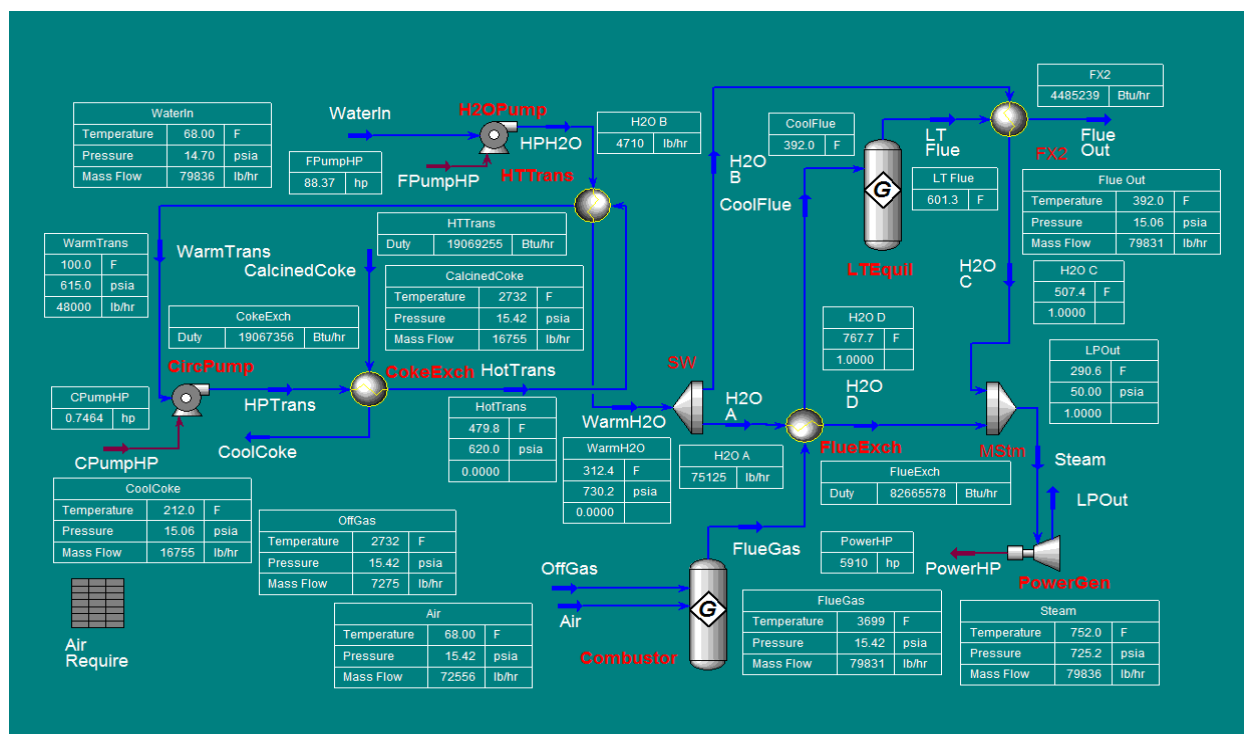 WaterIn
Temperature 68.00 F
Pressure 14.70 psia
Mass Flow 79836 lb/hr
WaterIn
H2OPump
HPH2O
FPumpHP
88.37 hp
FPumpHP
HTTrans
H2O B
4710 lb/hr
H2O
B
CoolFlue
392.0 F
CoolFlue
G
LTEquil
LT
Flue
LT Flue
601.3 F
FX2
4485239 Btu/hr
Flue
Out
FX2
Flue Out
Temperature 392.0 F
Pressure 15.06 psia
Mass Flow 79831 lb/hr
WarmTrans
100.0 F
615.0 psia
48000 lb/hr
WarmTrans
CalcinedCoke
HTTrans
Duty 19069255 Btu/hr
CalcinedCoke
Temperature 2732 F
Pressure 15.42 psia
Mass Flow 16755 lb/hr
CokeExch
Duty 19067356 Btu/hr
H2O
C
H2O C
507.4 F
1.0000
H2O D
767.7 F
1.0000
H2O
D
LPOut
290.6 F
50.00 psia
1.0000
CircPump
CokeExch
HotTrans
SW
CPumpHP
0.7464 hp
CPumpHP
HPTrans
CoolCoke
HotTrans
479.8 F
620.0 psia
0.0000
WarmH2O
WarmH2O
312.4 F
730.2 psia
0.0000
H2O
A
H2O A
75125 lb/hr
FlueExch
MStm
FlueExch
Duty 82665578 Btu/hr
Steam
LPOut
CoolCoke
Temperature 212.0 F
Pressure 15.06 psia
Mass Flow 16755 lb/hr
OffGas
Temperature 2732 F
Pressure 15.42 psia
Mass Flow 7275 lb/hr
FlueGas
PowerHP
5910 hp
PowerHP
PowerGen
OffGas
Air
G
Combustor
Air
Temperature 68.00 F
Pressure 15.42 psia
Mass Flow 72556 lb/hr
FlueGas
Temperature 3699 F
Pressure 15.42 psia
Mass Flow 79831 lb/hr
Steam
Temperature 752.0 F
Pressure 725.2 psia
Mass Flow 79836 lb/hr
Air
Require